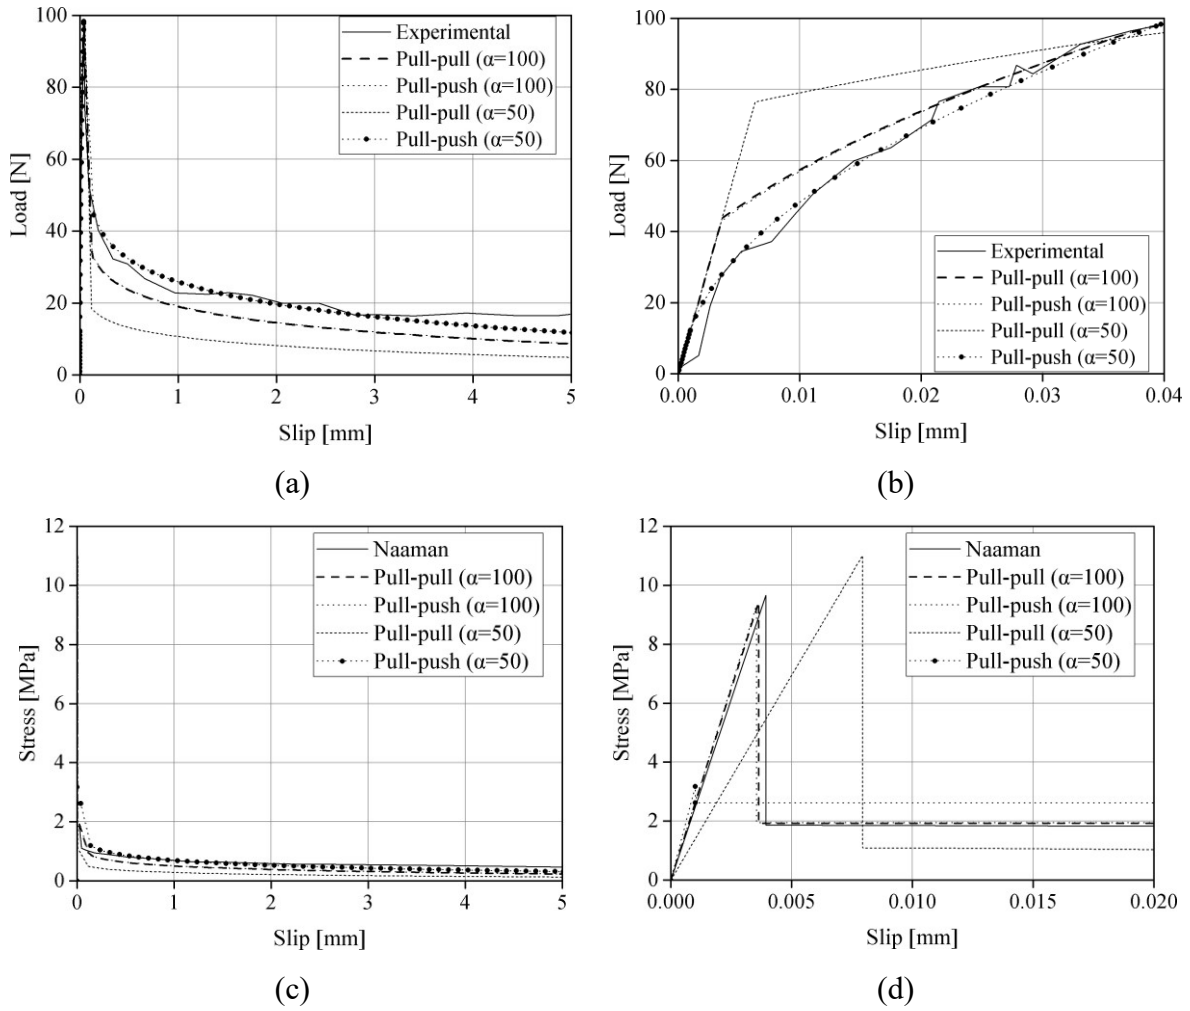 100
80
60
40
20
0
Load [N]
Experimental
Pull-pull (α=100)
Pull-push (α=100)
Pull-pull (α=50)
Pull-push (α=50)
0 1 2 3 4 5
Slip [mm]
(a)
100
80
60
40
20
0
Load [N]
Experimental
Pull-pull (α=100)
Pull-push (α=100)
Pull-pull (α=50)
Pull-push (α=50)
0.00 0.01 0.02 0.03 0.04
Slip [mm]
(b)
12
10
8
6
4
2
0
Stress [MPa]
Naaman
Pull-pull (α=100)
Pull-push (α=100)
Pull-pull (α=50)
Pull-push (α=50)
0 1 2 3 4 5
Slip [mm]
(c)
12
10
8
6
4
2
0
Stress [MPa]
Naaman
Pull-pull (α=100)
Pull-push (α=100)
Pull-pull (α=50)
Pull-push (α=50)
0.000 0.005 0.010 0.015 0.020
Slip [mm]
(d)